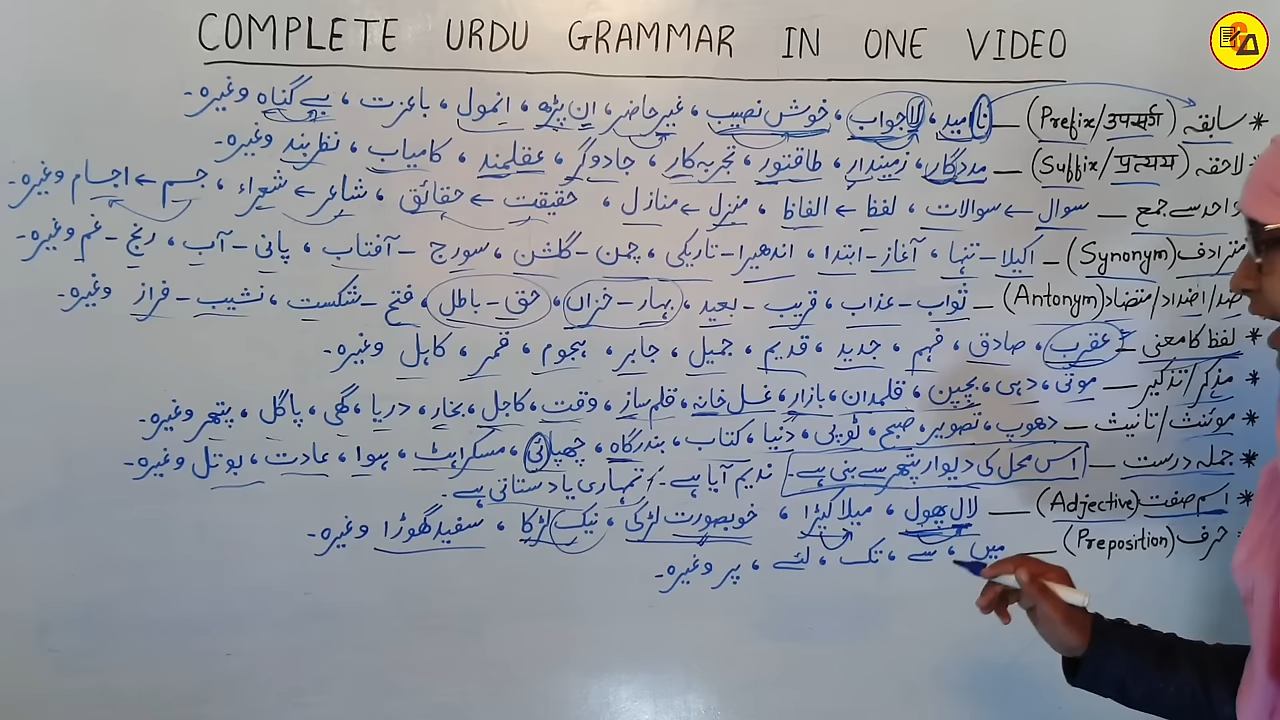 COMPLETE URDU GRAMMAR IN ONE VIDEO
* سابقہ (Prefix/उपसर्ग) — ناامید، لاجواب، خوش نصیب، غیر حاضر، ان پڑھ، انمول، باعزت، بے گناہ وغیرہ۔
* لاحقہ (Suffix/प्रत्यय) — مددگار، زمیندار، طاقتور، تجربہ کار، جادوگر، عقلمند، کامیاب، نظر بند وغیرہ۔
واحد سے جمع — سوال ← سوالات، لفظ ← الفاظ، منزل ← منازل، حقیقت ← حقائق، شاعر ← شعراء، جسم ← اجسام وغیرہ۔
مترادف (Synonym) — اکیلا – تنہا، آغاز – ابتدا، اندھیرا – تاریکی، چمن – گلشن، سورج – آفتاب، پانی – آب، رنج – غم وغیرہ۔
ضد/اضداد/متضاد (Antonym) — ثواب – عذاب، قریب – بعید، بہار – خزاں، حق – باطل، فتح – شکست، نشیب – فراز وغیرہ۔
* لفظ کا معنی — عقرب، صادق، فہم، جدید، قدیم، جمیل، جابر، ہجوم، قمر، کاہل وغیرہ۔
* مذکر/تذکیر — موتی، دہی، بچپن، قلمدان، بازار، غسل خانہ، قلم ساز، وقت، کاجل، بخار، دریا، گھی، پاگل، پتھر وغیرہ۔
* موئنث/تانیث — دھوپ، تصویر، صبح، ٹوپی، دنیا، کتاب، بندرگاہ، چھپائی، مسکراہٹ، ہوا، عادت، بوتل وغیرہ۔
* جملہ درست — اس محل کی دیوار پتھر سے بنی ہے۔ ندیم آیا ہے۔ / تمہاری یاد ستاتی ہے۔
* اسم صفت (Adjective) — لال پھول، میلا کپڑا، خوبصورت لڑکی، نیک لڑکا، سفید گھوڑا وغیرہ۔
* حرف (Preposition) — میں، سے، تک، لئے، پر وغیرہ۔